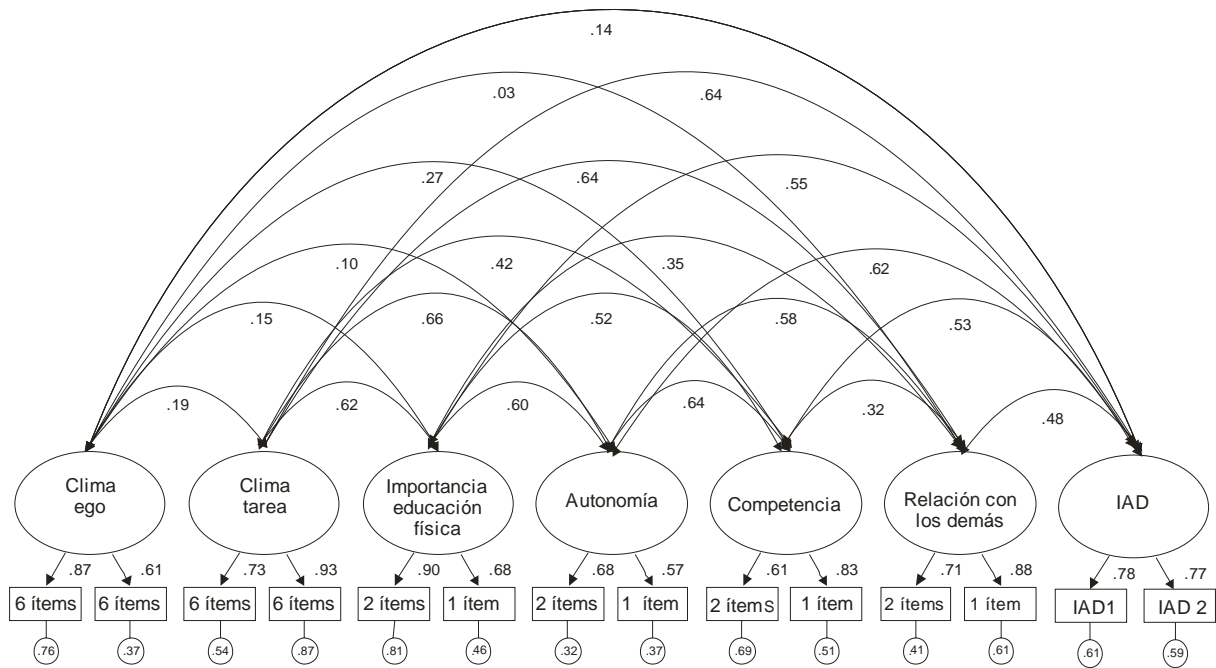 .14
.03
.64
.27
.64
.55
.10
.42
.35
.62
.15
.66
.52
.58
.53
.19
.62
.60
.64
.32
.48
Clima
ego
Clima
tarea
Importancia
educación
física
Autonomía
Competencia
Relación con
los demás
IAD
.87 .61 .73 .93 .90 .68 .68 .57 .61 .83 .71 .88 .78 .77
6 ítems 6 ítems 6 ítems 6 ítems 2 ítems 1 ítem 2 ítems 1 ítem 2 ítems 1 ítem 2 ítems 1 ítem IAD1 IAD 2
.76 .37 .54 .87 .81 .46 .32 .37 .69 .51 .41 .61 .61 .59